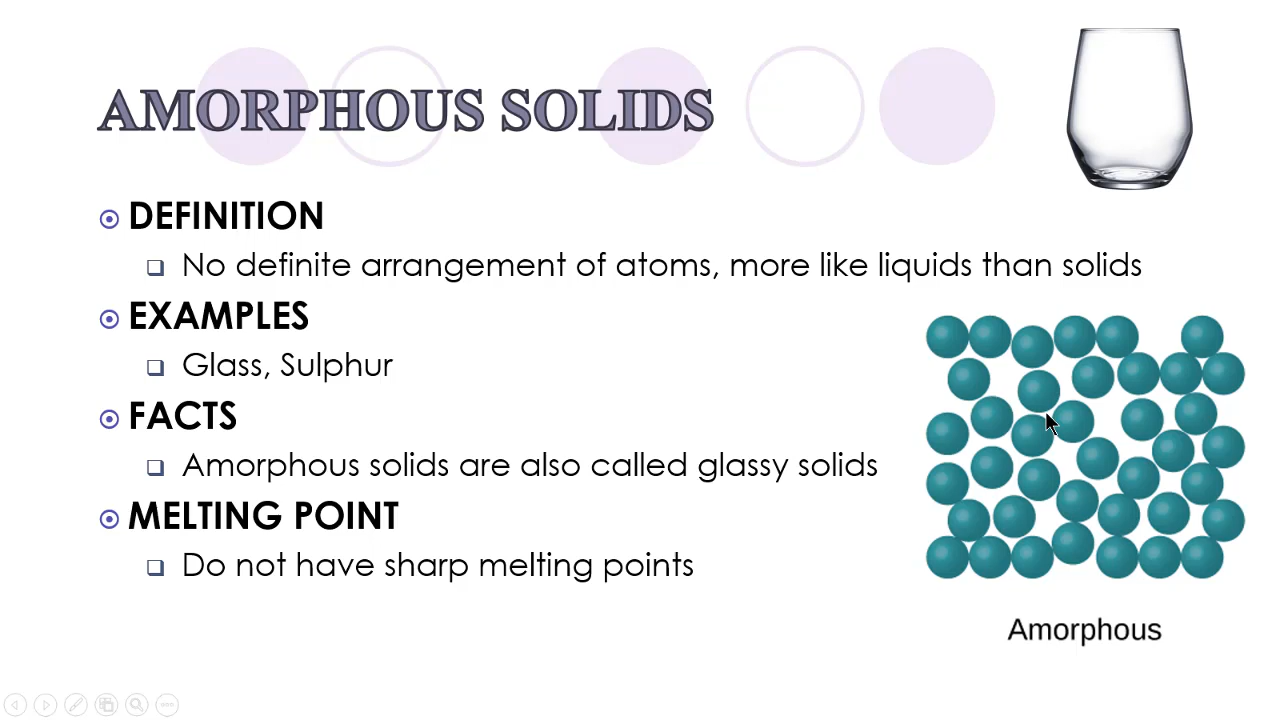 AMORPHOUS SOLIDS
DEFINITION
No definite arrangement of atoms, more like liquids than solids
EXAMPLES
Glass, Sulphur
FACTS
Amorphous solids are also called glassy solids
MELTING POINT
Do not have sharp melting points
Amorphous